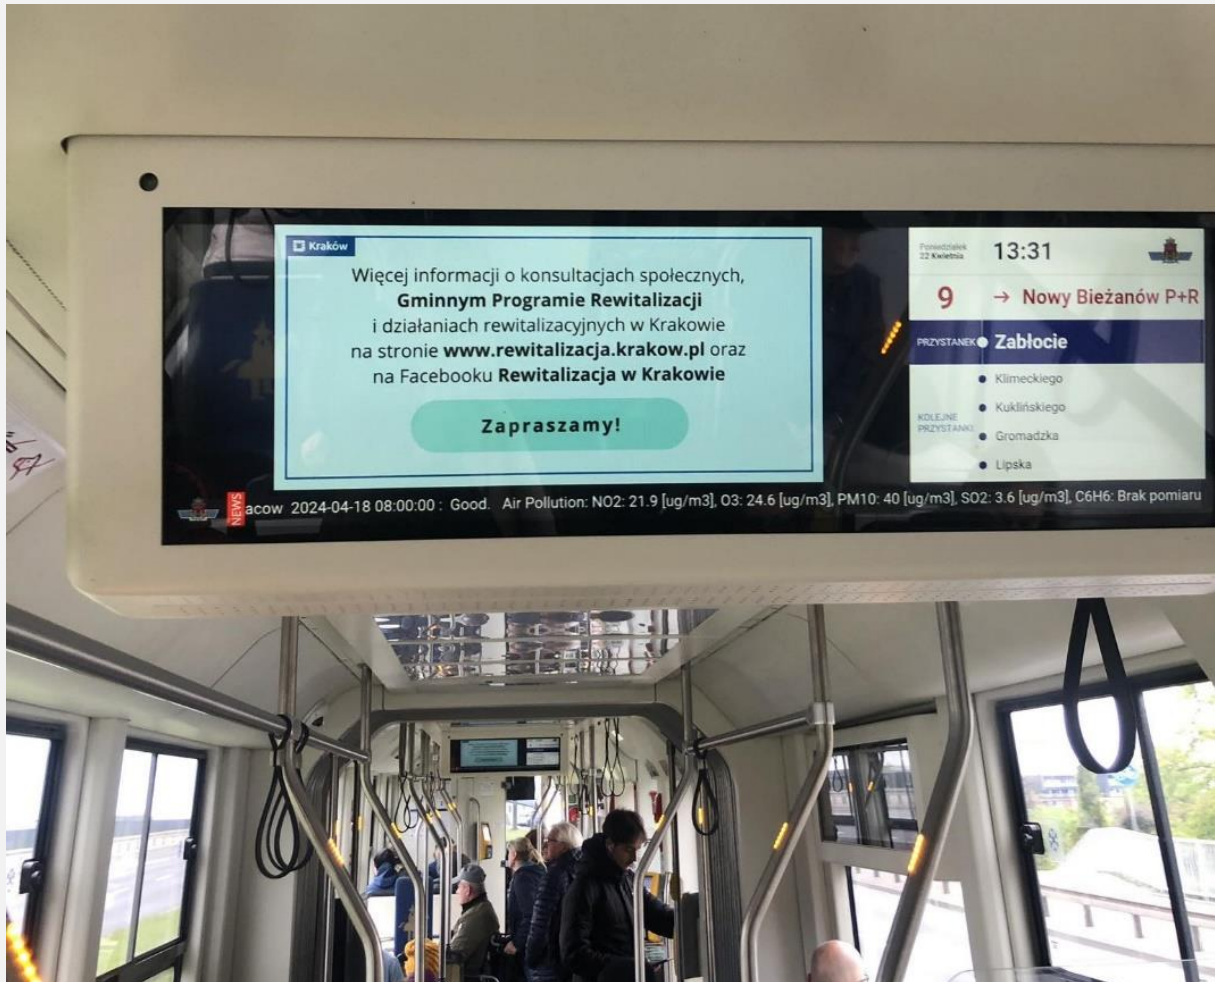 Kraków
Więcej informacji o konsultacjach społecznych,
Gminnym Programie Rewitalizacji
i działaniach rewitalizacyjnych w Krakowie
na stronie www.rewitalizacja.krakow.pl oraz
na Facebooku Rewitalizacja w Krakowie
Zapraszamy!
Poniedziałek
22 Kwietnia
13:31
9 → Nowy Bieżanów P+R
PRZYSTANEK Zabłocie
KOLEJNE
PRZYSTANKI
Klimeckiego
Kuklińskiego
Gromadzka
Lipska
NEWS
acow 2024-04-18 08:00:00 : Good. Air Pollution: NO2: 21.9 [ug/m3], O3: 24.6 [ug/m3], PM10: 40 [ug/m3], SO2: 3.6 [ug/m3], C6H6: Brak pomiaru